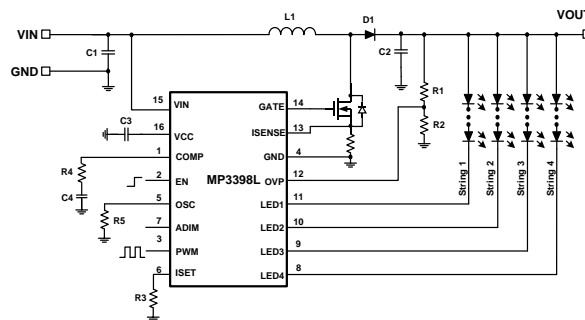 L1
D1
VOUT
VIN
C1
C2
GND
R1
R2
15
VIN
GATE
14
C3
16
VCC
ISENSE
13
1
COMP
GND
4
R4
MP3398L
2
EN
OVP
12
C4
5
OSC
LED1
11
R5
7
ADIM
LED2
10
3
PWM
LED3
9
6
ISET
LED4
8
R3
String 1
String 2
String 3
String 4